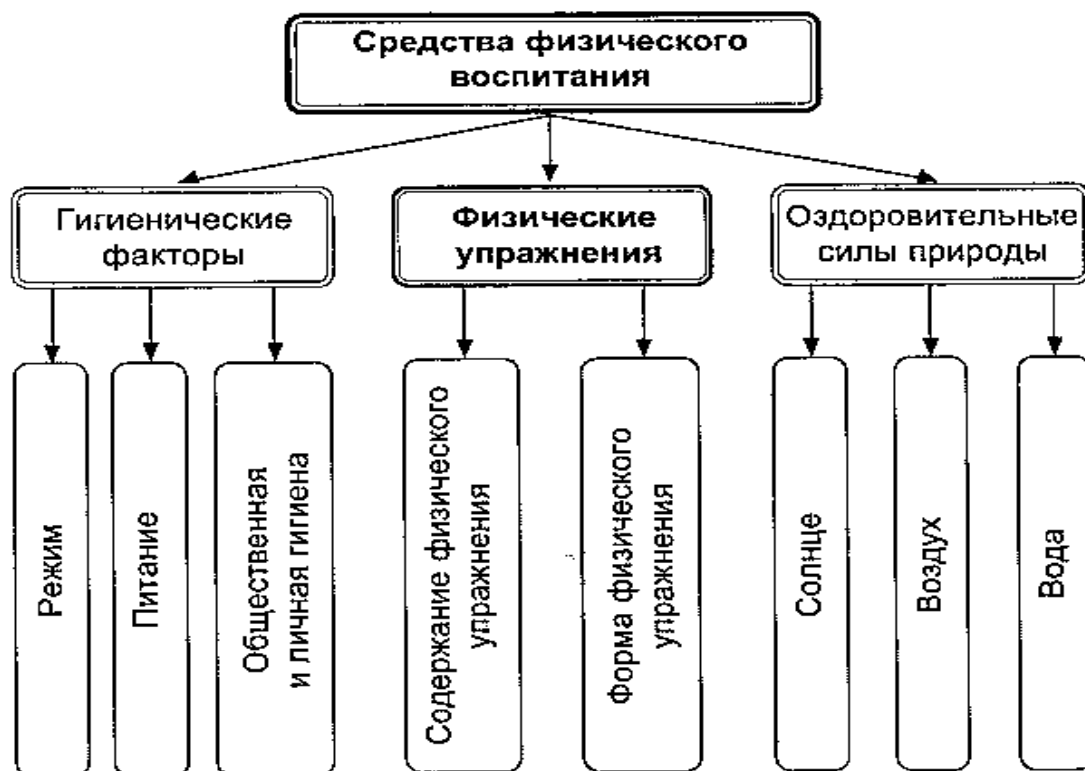 Средства физического
воспитания
Гигиенические
факторы
Физические
упражнения
Оздоровительные
силы природы
Режим
Питание
Общественная
и личная гигиена
Содержание физического
упражнения
Форма физического
упражнения
Солнце
Воздух
Вода